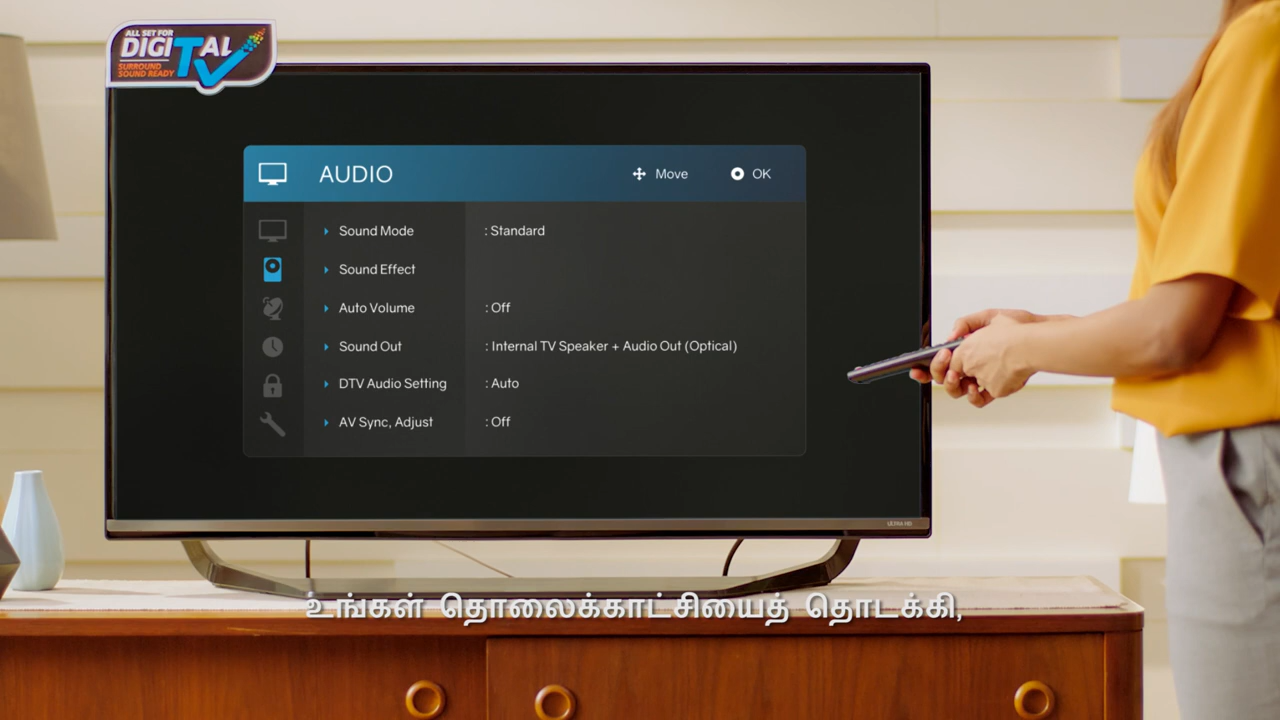 ALL SET FOR
DIGITAL
TV
SURROUND
SOUND READY
AUDIO
Move
OK
Sound Mode : Standard
Sound Effect
Auto Volume : Off
Sound Out : Internal TV Speaker + Audio Out (Optical)
DTV Audio Setting : Auto
AV Sync, Adjust : Off
ULTRA HD
உங்கள் தொலைக்காட்சியைத் தொடக்கி,